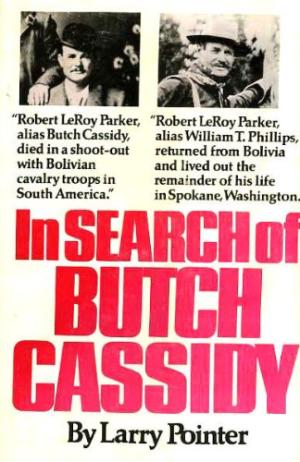 "Robert LeRoy Parker,
alias Butch Cassidy,
died in a shoot-out
with Bolivian
cavalry troops in
South America."
"Robert LeRoy Parker,
alias William T. Phillips,
returned from Bolivia
and lived out the
remainder of his life
in Spokane, Washington.
In SEARCH of
BUTCH
CASSIDY
By Larry Pointer